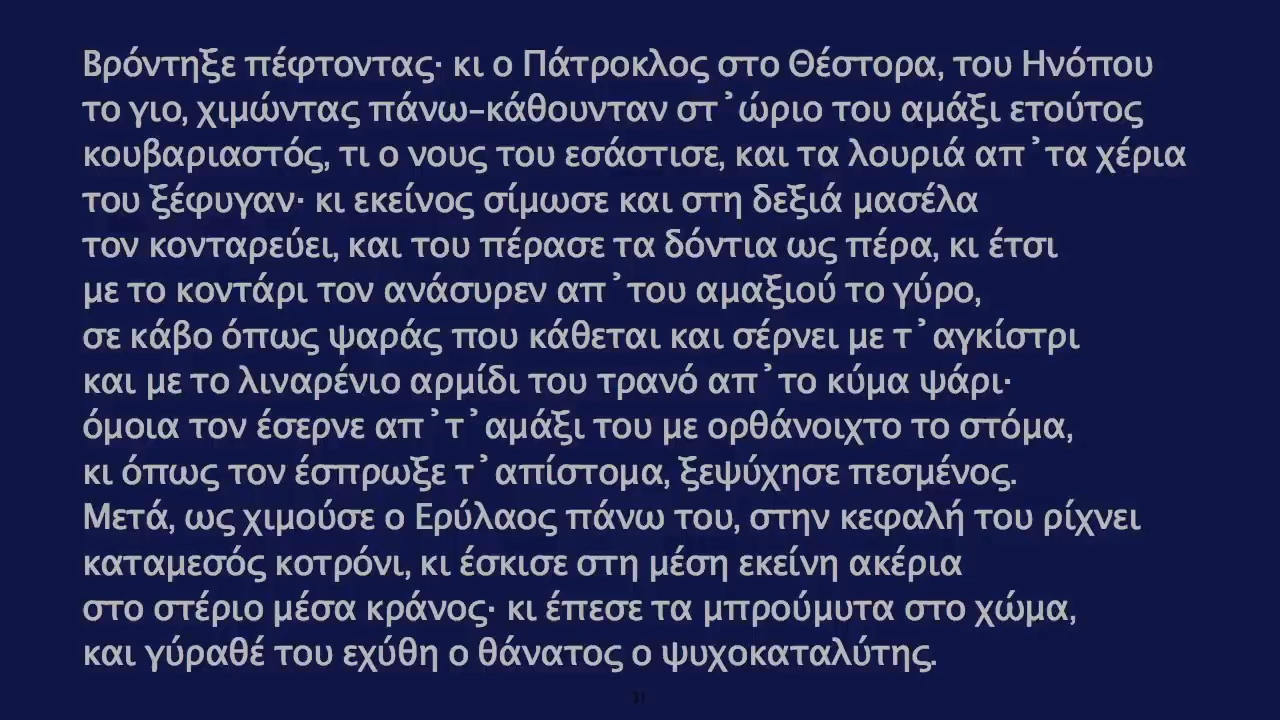 Βρόντηξε πέφτοντας· κι ο Πάτροκλος στο Θέστορα, του Ηνόπου
το γιο, χιμώντας πάνω–κάθουνταν στ᾿ ώριο του αμάξι ετούτος
κουβαριαστός, τι ο νους του εσάστισε, και τα λουριά απ᾿ τα χέρια
του ξέφυγαν· κι εκείνος σίμωσε και στη δεξιά μασέλα
τον κονταρεύει, και του πέρασε τα δόντια ως πέρα, κι έτσι
με το κοντάρι τον ανάσυρεν απ᾿ του αμαξιού το γύρο,
σε κάβο όπως ψαράς που κάθεται και σέρνει με τ᾿ αγκίστρι
και με το λιναρένιο αρμίδι του τρανό απ᾿ το κύμα ψάρι·
όμοια τον έσερνε απ᾿ τ᾿ αμάξι του με ορθάνοιχτο το στόμα,
κι όπως τον έσπρωξε τ᾿ απίστομα, ξεψύχησε πεσμένος.
Μετά, ως χιμούσε ο Ερύλαος πάνω του, στην κεφαλή του ρίχνει
καταμεσός κοτρόνι, κι έσκισε στη μέση εκείνη ακέρια
στο στέριο μέσα κράνος· κι έπεσε τα μπρούμυτα στο χώμα,
και γύραθέ του εχύθη ο θάνατος ο ψυχοκαταλύτης.
31